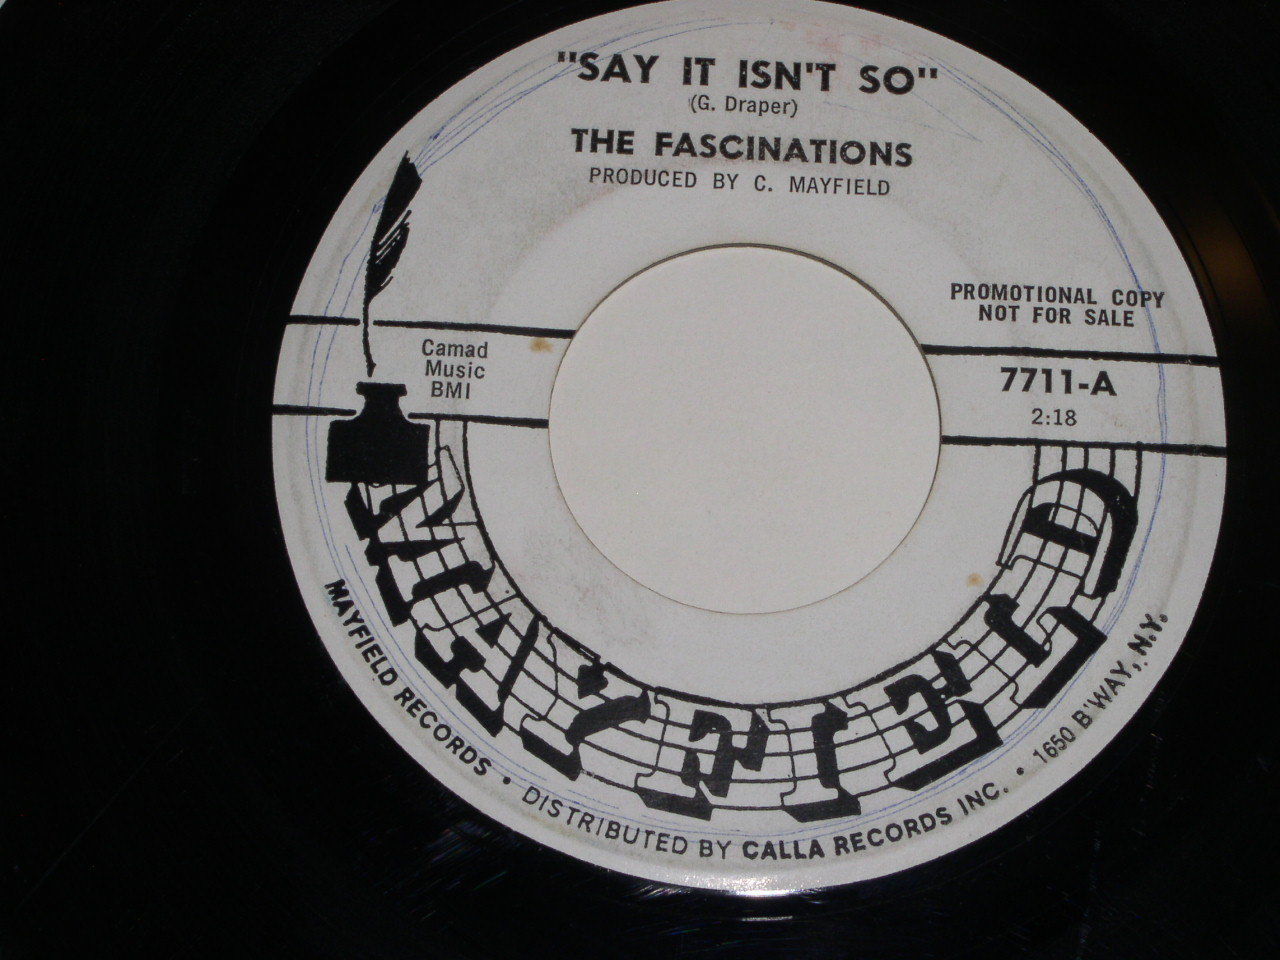 "SAY IT ISN'T SO"
(G. Draper)
THE FASCINATIONS
PRODUCED BY C. MAYFIELD
PROMOTIONAL COPY
NOT FOR SALE
Camad
Music
BMI
7711-A
2:18
MAYFIELD
MAYFIELD RECORDS • DISTRIBUTED BY CALLA RECORDS INC. • 1650 B'WAY, N.Y.